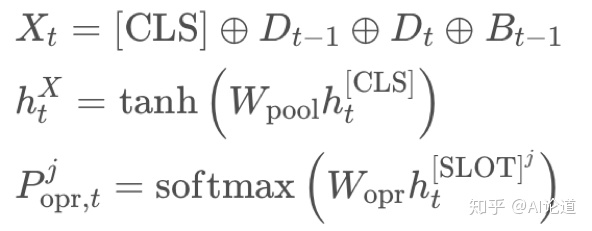 X_t = [CLS] ⊕ D_{t−1} ⊕ D_t ⊕ B_{t−1}
h_t^X = tanh (W_pool h_t^{[CLS]})
P_{opr,t}^j = softmax (W_opr h_t^{[SLOT]^j})
知乎 @AI论道